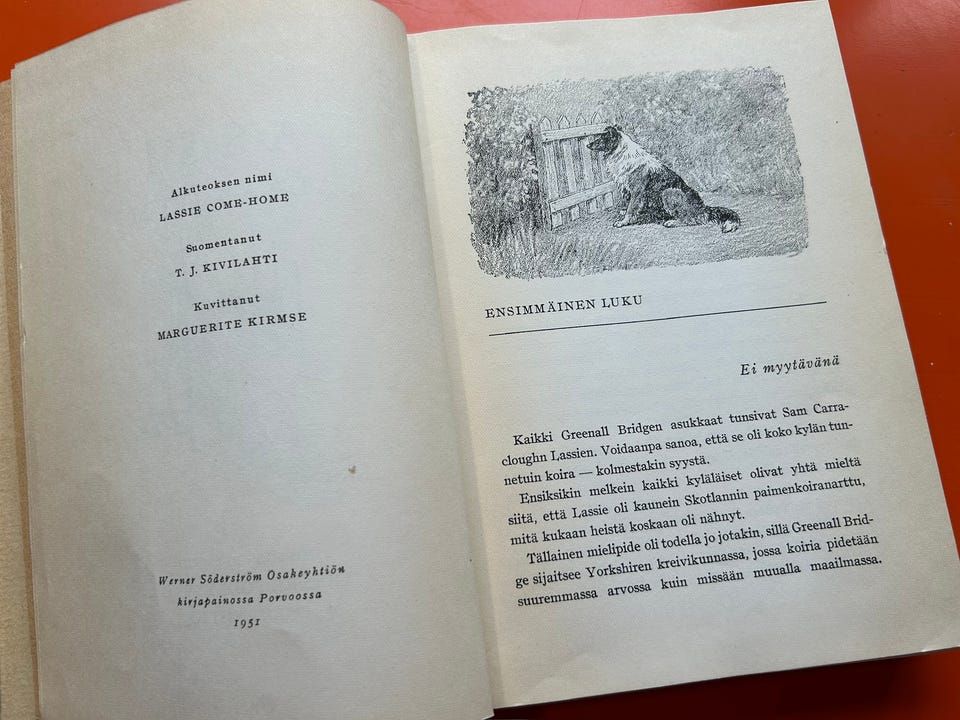 Alkuteoksen nimi
LASSIE COME-HOME
Suomentanut
T. J. KIVILAHTI
Kuvittanut
MARGUERITE KIRMSE
Werner Söderström Osakeyhtiön
kirjapainossa Porvoossa
1951
ENSIMMÄINEN LUKU
Ei myytävänä
Kaikki Greenall Bridgen asukkaat tunsivat Sam Carra-
cloughn Lassien. Voidaanpa sanoa, että se oli koko kylän tun-
netuin koira — kolmestakin syystä.
Ensiksikin melkein kaikki kyläläiset olivat yhtä mieltä
siitä, että Lassie oli kaunein Skotlannin paimenkoiranarttu,
mitä kukaan heistä koskaan oli nähnyt.
Tällainen mielipide oli todella jo jotakin, sillä Greenall Brid-
ge sijaitsee Yorkshiren kreivikunnassa, jossa koiria pidetään
suuremmassa arvossa kuin missään muualla maailmassa.